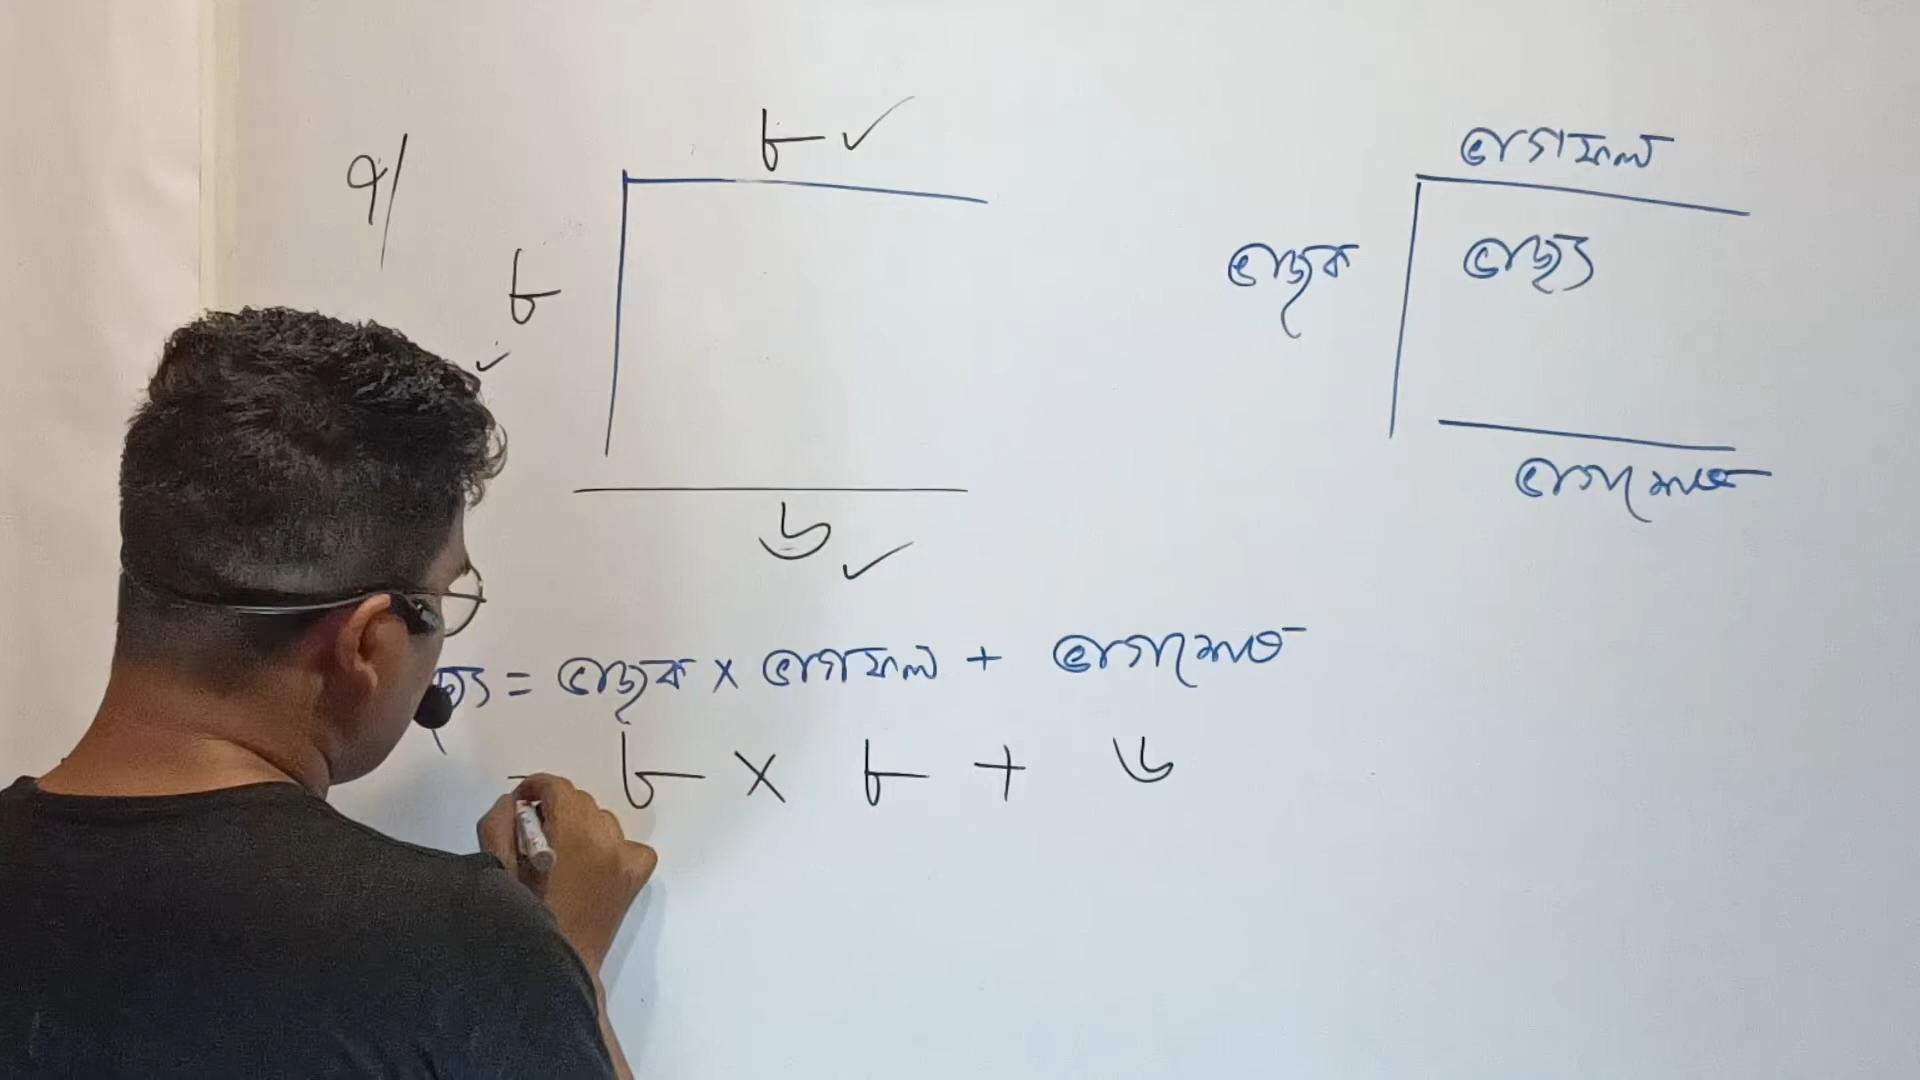 ৭/
৮ ✓
৮ ✓
৬ ✓
ভাগফল
ভাজক
ভাজ্য
ভাগশেষ
= ভাজক × ভাগফল + ভাগশেষ
= ৮ × ৮ + ৬